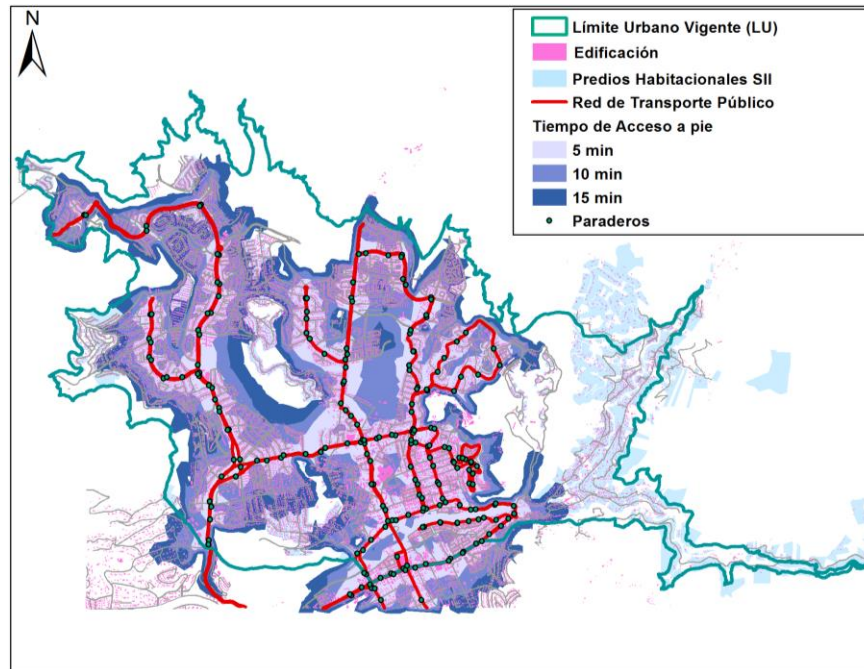 N
Límite Urbano Vigente (LU)
Edificación
Predios Habitacionales SII
Red de Transporte Público
Tiempo de Acceso a pie
5 min
10 min
15 min
Paraderos